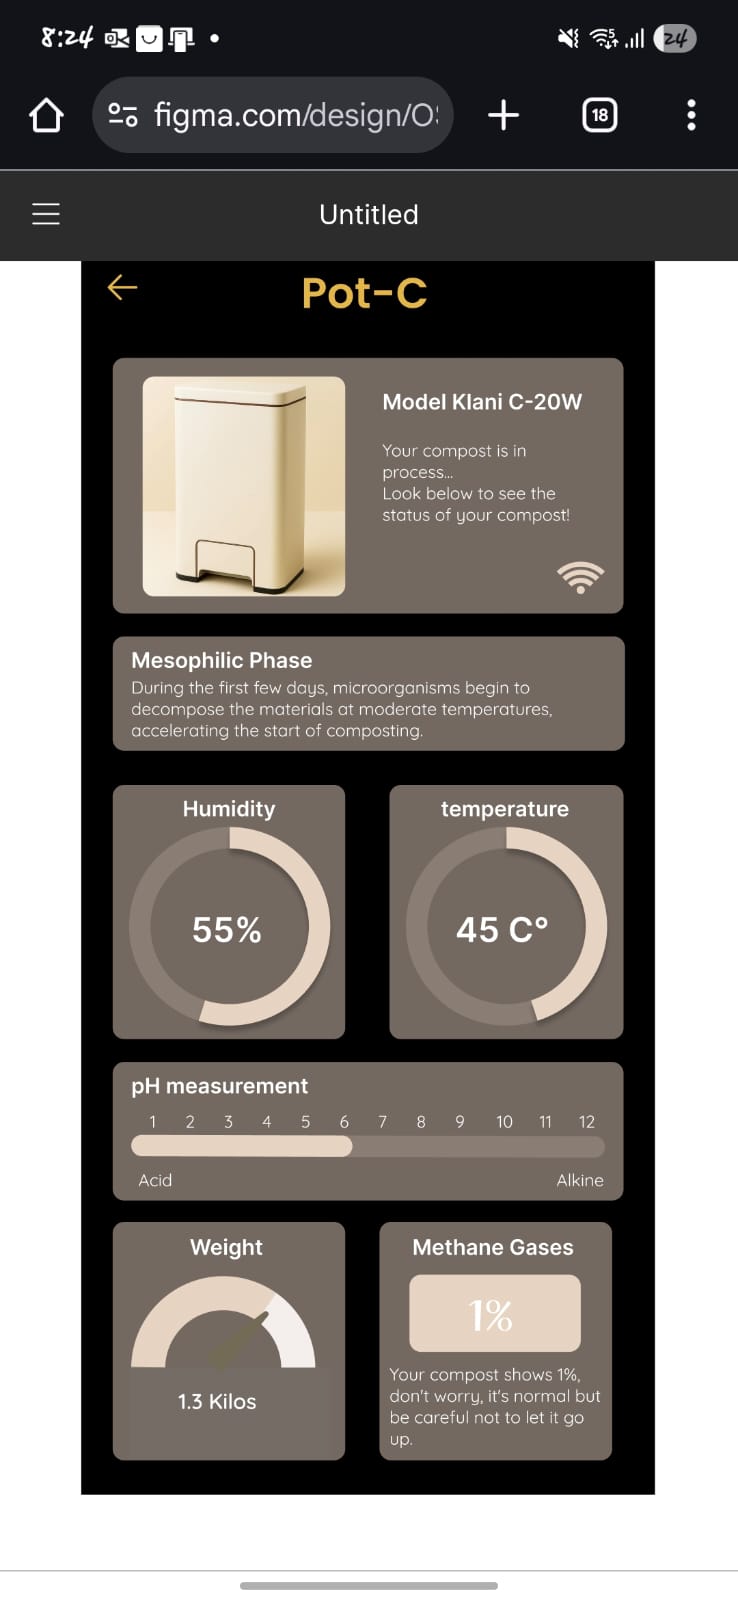 8:24
24
figma.com/design/O
18
Untitled
Pot-C
Model Klani C-20W
Your compost is in
process...
Look below to see the
status of your compost!
Mesophilic Phase
During the first few days, microorganisms begin to
decompose the materials at moderate temperatures,
accelerating the start of composting.
Humidity
temperature
55%
45 C°
pH measurement
1 2 3 4 5 6 7 8 9 10 11 12
Acid
Alkine
Weight
Methane Gases
1%
1.3 Kilos
Your compost shows 1%,
don't worry, it's normal but
be careful not to let it go
up.